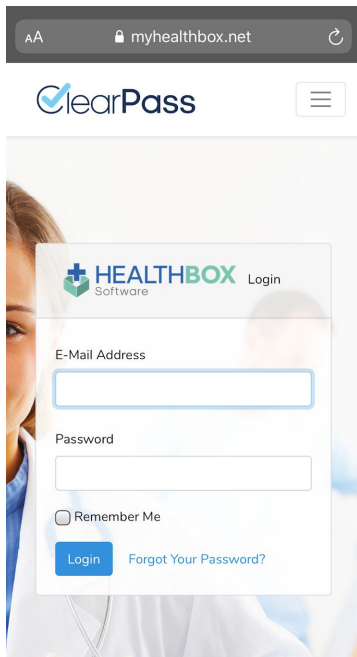 AA myhealthbox.net
ClearPass
HEALTHBOX Login
Software
E-Mail Address
Password
Remember Me
Login Forgot Your Password?